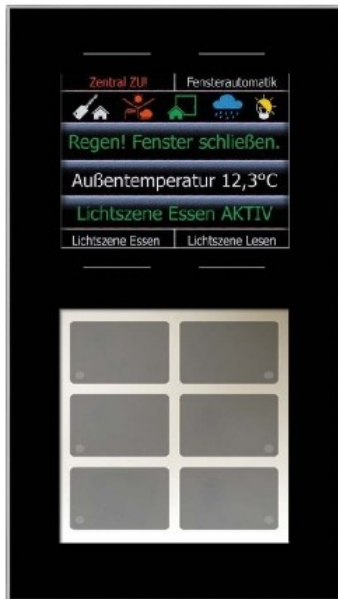 Zentral ZU! Fensterautomatik
Regen! Fenster schließen.
Außentemperatur 12,3°C
Lichtszene Essen AKTIV
Lichtszene Essen Lichtszene Lesen